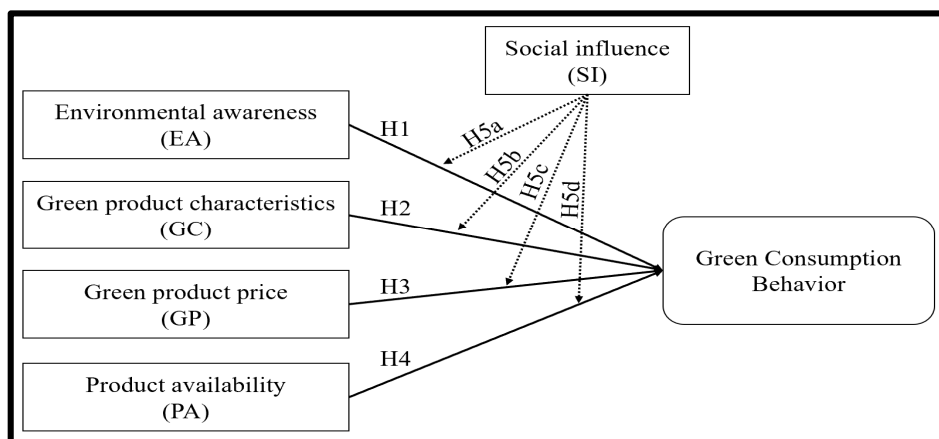 Social influence
(SI)
Environmental awareness
(EA)
H1
H5a
H5b
H5c
H5d
Green product characteristics
(GC)
H2
Green Consumption
Behavior
Green product price
(GP)
H3
Product availability
(PA)
H4